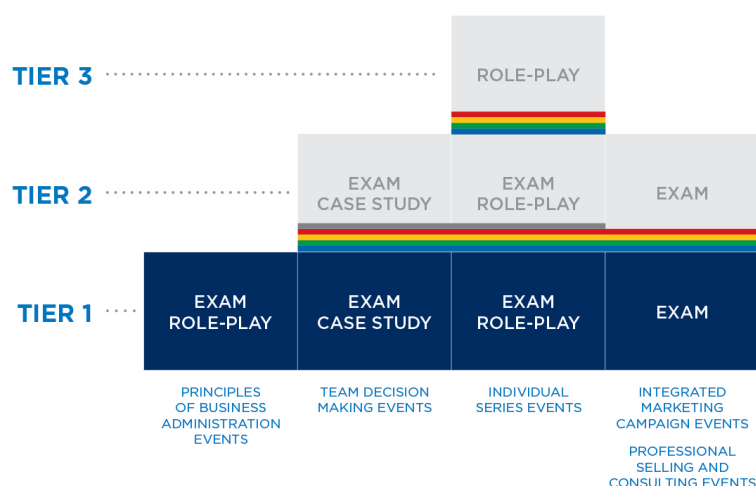 TIER 3
ROLE-PLAY
TIER 2
EXAM
CASE STUDY
EXAM
ROLE-PLAY
EXAM
TIER 1
EXAM
ROLE-PLAY
EXAM
CASE STUDY
EXAM
ROLE-PLAY
EXAM
PRINCIPLES
OF BUSINESS
ADMINISTRATION
EVENTS
TEAM DECISION
MAKING EVENTS
INDIVIDUAL
SERIES EVENTS
INTEGRATED
MARKETING
CAMPAIGN EVENTS
PROFESSIONAL
SELLING AND
CONSULTING EVENTS